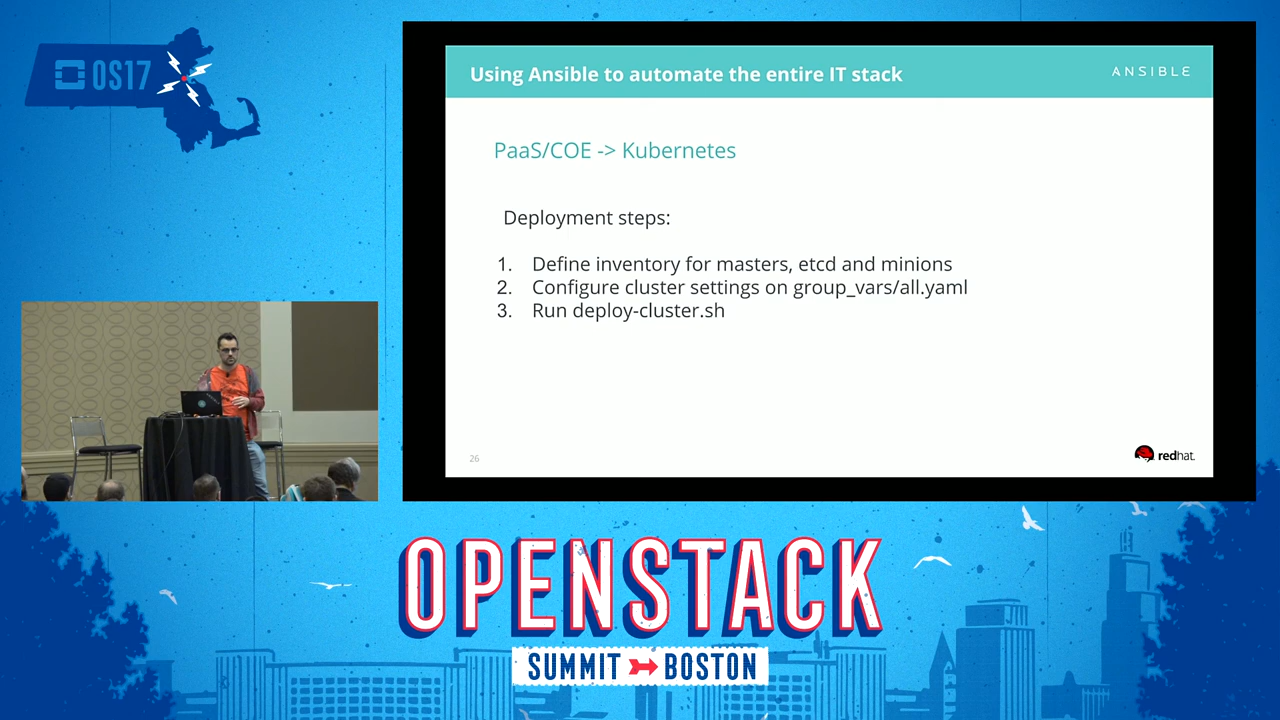 OS17
Using Ansible to automate the entire IT stack
ANSIBLE
PaaS/COE -> Kubernetes
Deployment steps:
1. Define inventory for masters, etcd and minions
2. Configure cluster settings on group_vars/all.yaml
3. Run deploy-cluster.sh
26
redhat.
OPENSTACK
SUMMIT BOSTON